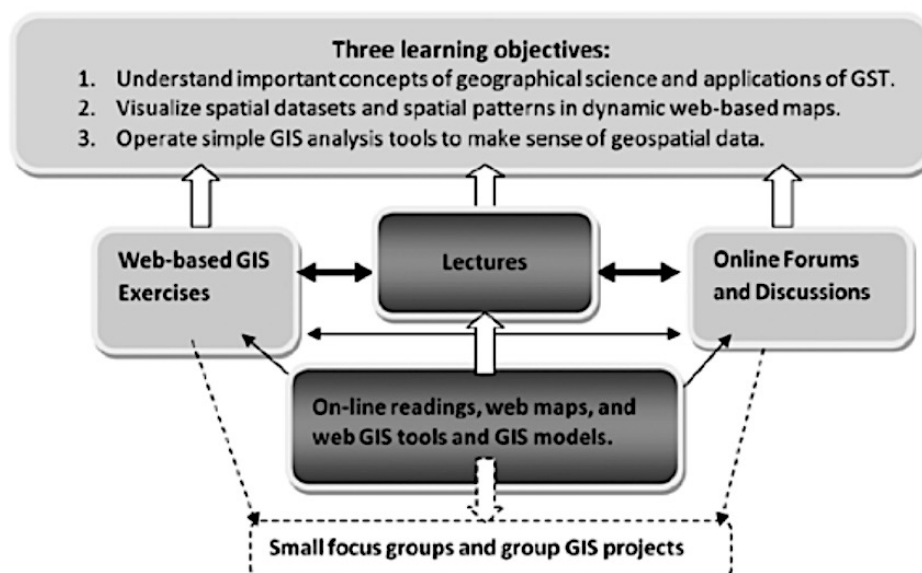 Three learning objectives:
1. Understand important concepts of geographical science and applications of GST.
2. Visualize spatial datasets and spatial patterns in dynamic web-based maps.
3. Operate simple GIS analysis tools to make sense of geospatial data.
Web-based GIS
Exercises
Lectures
Online Forums
and Discussions
On-line readings, web maps, and
web GIS tools and GIS models.
Small focus groups and group GIS projects